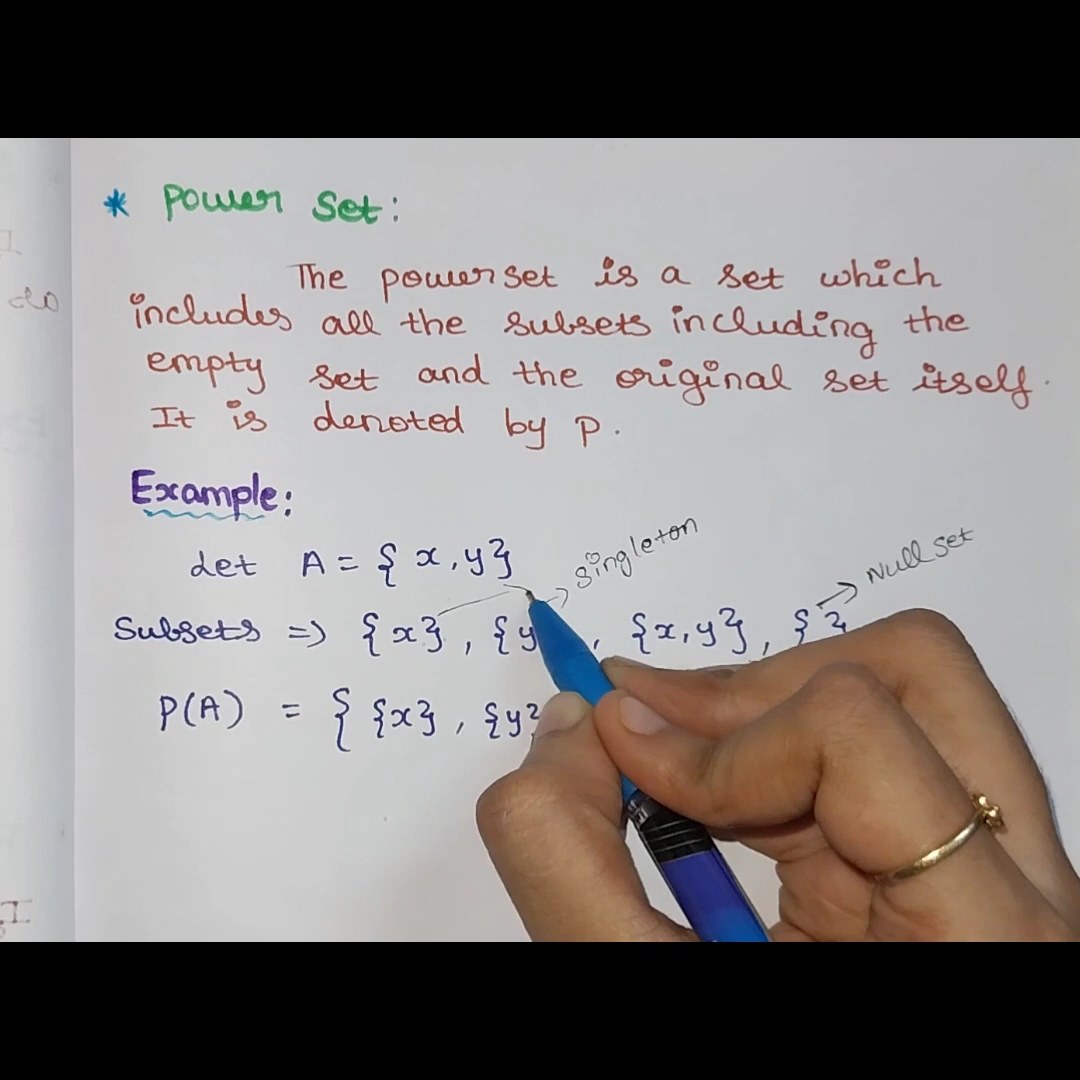 * Power set:
The powerset is a set which
includes all the subsets including the
empty set and the original set itself.
It is denoted by P.
Example:
Let A = { x, y}
singleton
Null set
Subsets => {x}, {y , {x, y}, { }
P(A) = { {x}, {y}